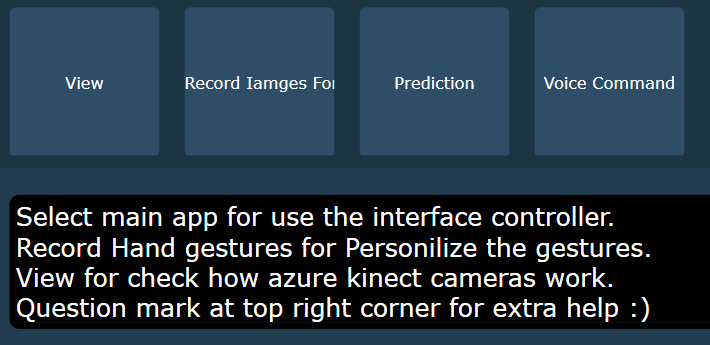 View
Record Iamges For
Prediction
Voice Command
Select main app for use the interface controller.
Record Hand gestures for Personilize the gestures.
View for check how azure kinect cameras work.
Question mark at top right corner for extra help :)